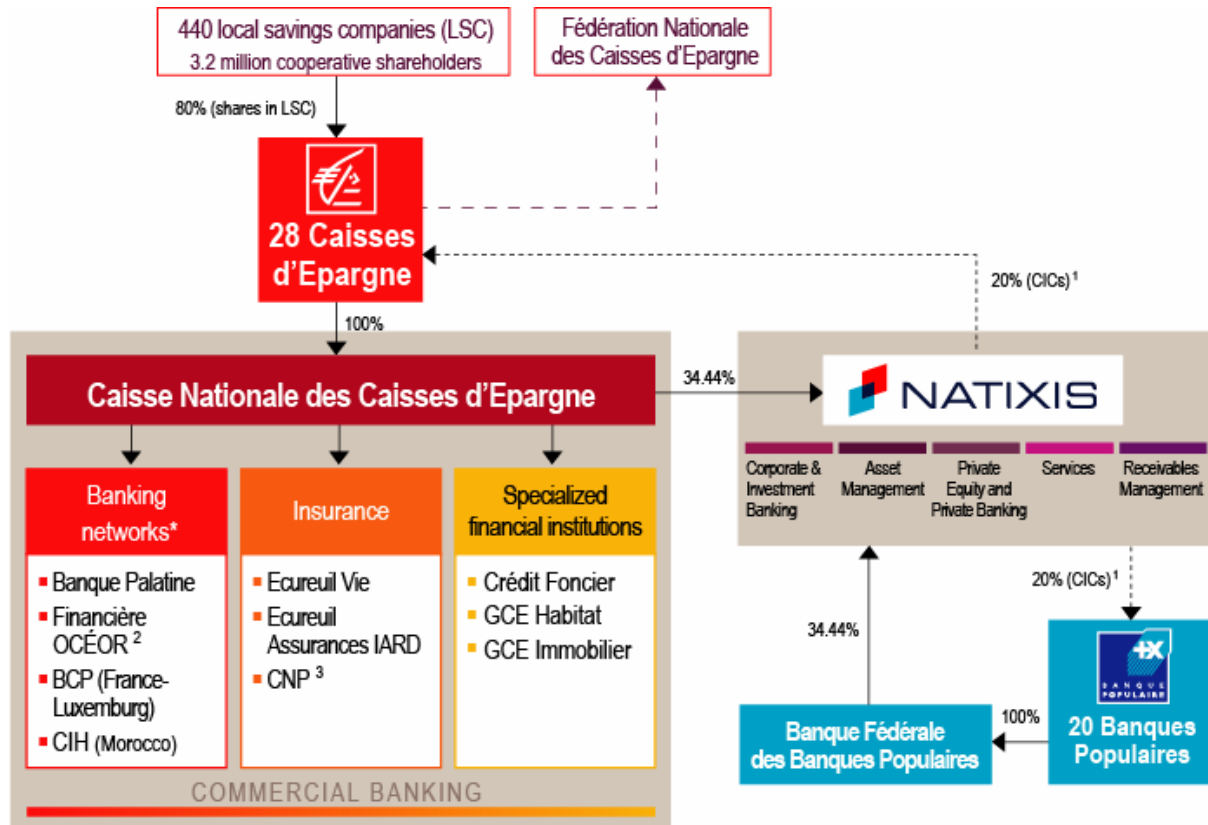 440 local savings companies (LSC)
3.2 million cooperative shareholders
Fédération Nationale
des Caisses d'Epargne
80% (shares in LSC)
28 Caisses
d'Epargne
20% (CICs) 1
100%
Caisse Nationale des Caisses d'Epargne
34.44%
NATIXIS
Corporate &
Investment
Banking
Asset
Management
Private
Equity and
Private Banking
Services
Receivables
Management
Banking
networks*
Banque Palatine
Financière
OCÉOR 2
BCP (France-
Luxemburg)
CIH (Morocco)
Insurance
Ecureuil Vie
Ecureuil
Assurances IARD
CNP 3
Specialized
financial institutions
Crédit Foncier
GCE Habitat
GCE Immobilier
COMMERCIAL BANKING
20% (CICs) 1
34.44%
BANQUE
POPULAIRE
20 Banques
Populaires
100%
Banque Fédérale
des Banques Populaires